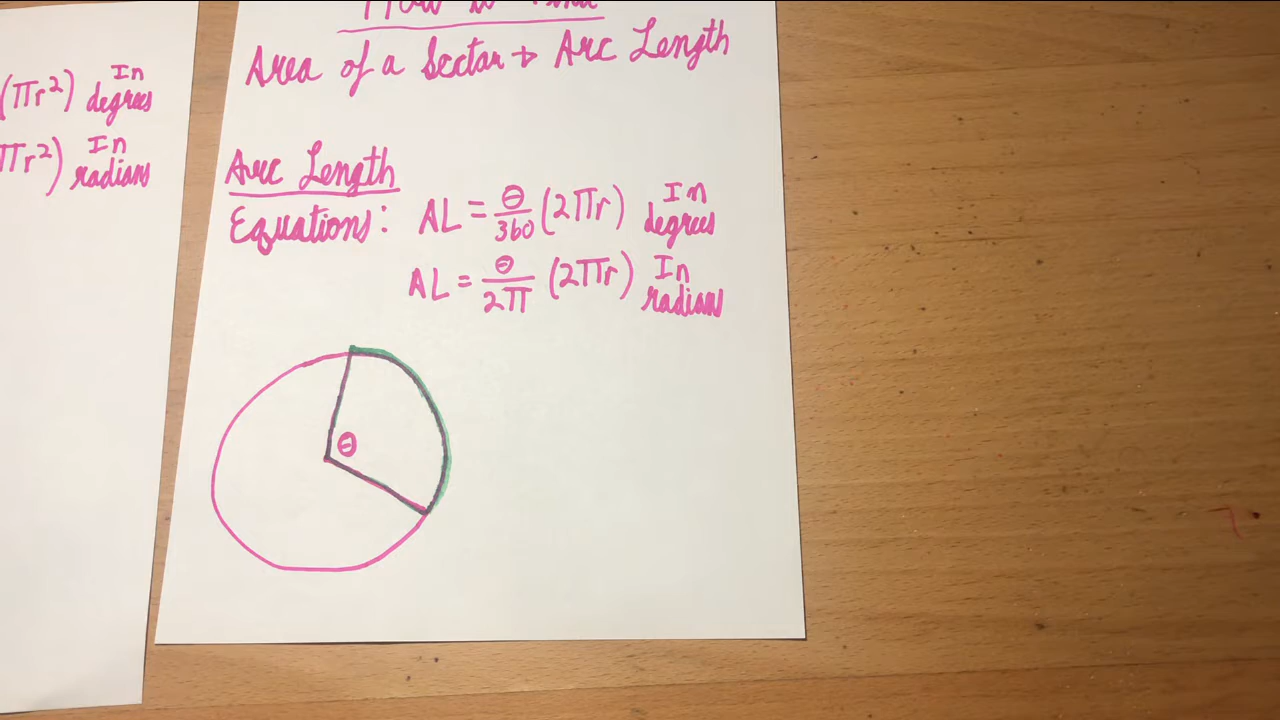 (πr²) In degrees
πr²) In radians
Area of a Sector + Arc Length
Arc Length
Equations: AL = θ/360 (2πr) In degrees
AL = θ/2π (2πr) In radians
θ